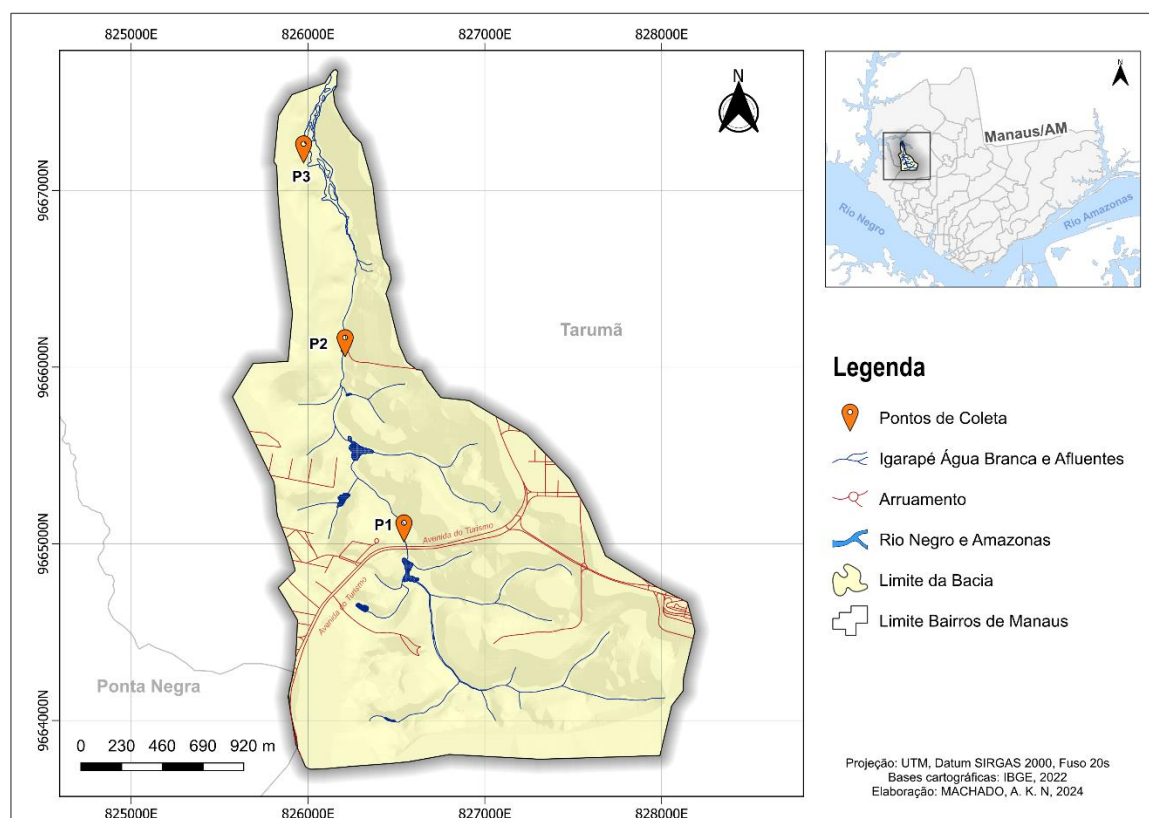 825000E
826000E
827000E
828000E
9667000N
9666000N
9665000N
9664000N
N
P3
P2
P1
Tarumã
Avenida do Turismo
Avenida do Turismo
Ponta Negra
0 230 460 690 920 m
825000E
826000E
827000E
828000E
N
Manaus/AM
Rio Negro
Rio Amazonas
Legenda
Pontos de Coleta
Igarapé Água Branca e Afluentes
Arruamento
Rio Negro e Amazonas
Limite da Bacia
Limite Bairros de Manaus
Projeção: UTM, Datum SIRGAS 2000, Fuso 20s
Bases cartográficas: IBGE, 2022
Elaboração: MACHADO, A. K. N, 2024